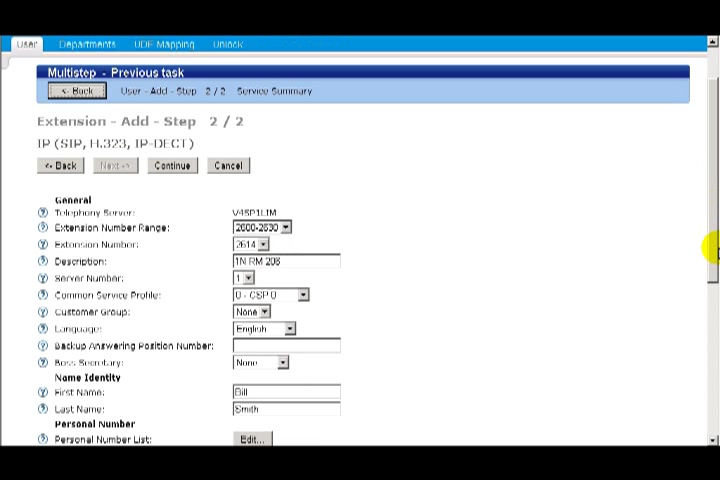 User Departments UDF Mapping Unlock
Multistep - Previous task
<- Back User - Add - Step 2 / 2 Service Summary
Extension - Add - Step 2 / 2
IP (SIP, H.323, IP-DECT)
<- Back Next -> Continue Cancel
General
? Telephony Server: V4SP1LIM
? Extension Number Range: 2600-2630
? Extension Number: 2614
? Description: 1N RM 208
? Server Number: 1
? Common Service Profile: 0 - CSP 0
? Customer Group: None
? Language: English
? Backup Answering Position Number:
? Boss Secretary: None
Name Identity
? First Name: Bill
? Last Name: Smith
Personal Number
? Personal Number List: Edit...